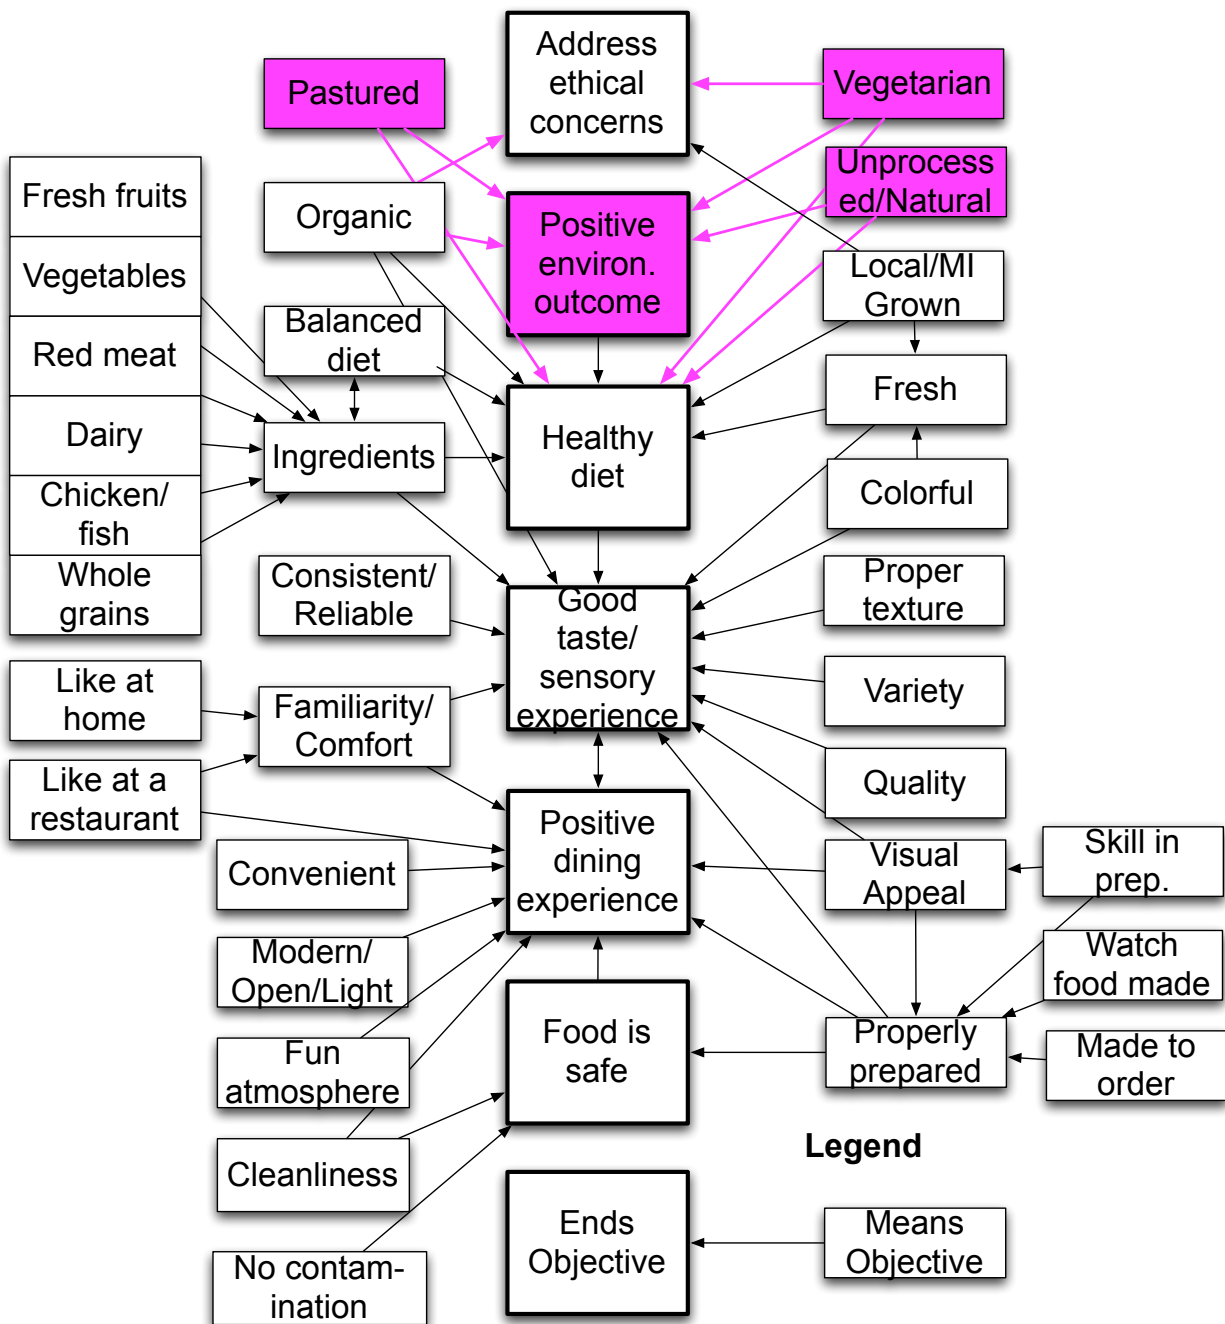 Address
ethical
concerns
Pastured
Vegetarian
Unprocess
ed/Natural
Fresh fruits
Organic
Positive
environ.
outcome
Vegetables
Local/MI
Grown
Balanced
diet
Red meat
Fresh
Dairy
Ingredients
Healthy
diet
Colorful
Chicken/
fish
Whole
grains
Consistent/
Reliable
Good
taste/
sensory
experience
Proper
texture
Like at
home
Familiarity/
Comfort
Variety
Like at a
restaurant
Quality
Positive
dining
experience
Convenient
Visual
Appeal
Skill in
prep.
Modern/
Open/Light
Watch
food made
Fun
atmosphere
Food is
safe
Properly
prepared
Made to
order
Cleanliness
Legend
Ends
Objective
Means
Objective
No contam-
ination